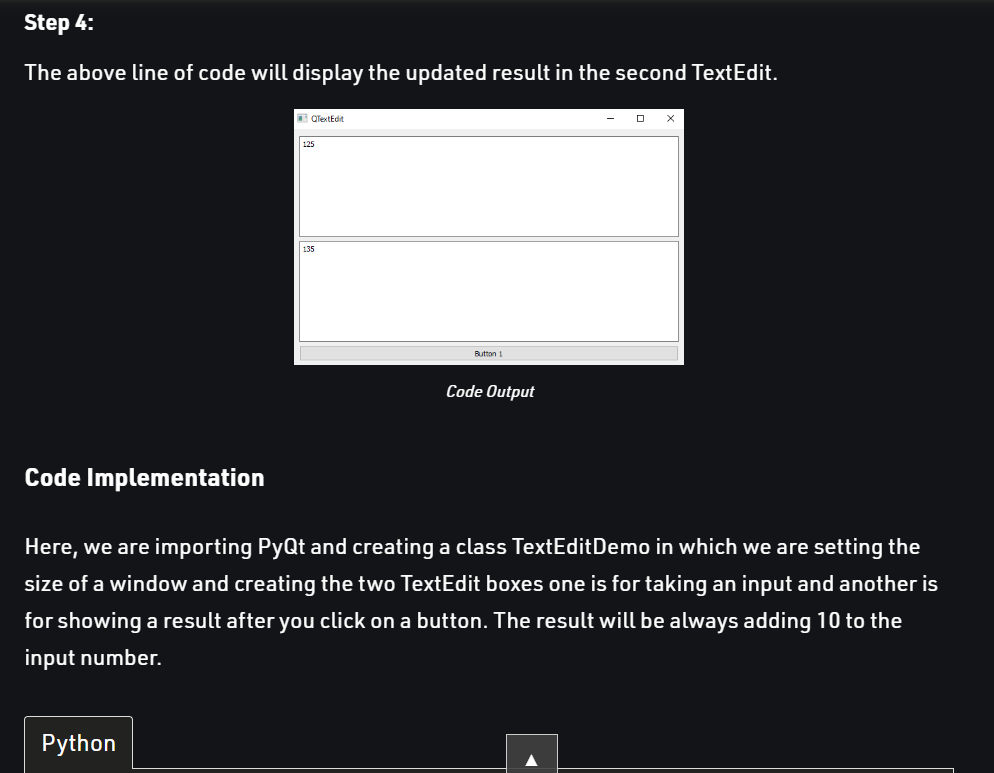 Step 4:
The above line of code will display the updated result in the second TextEdit.
QTextEdit
125
135
Button 1
Code Output
Code Implementation
Here, we are importing PyQt and creating a class TextEditDemo in which we are setting the
size of a window and creating the two TextEdit boxes one is for taking an input and another is
for showing a result after you click on a button. The result will be always adding 10 to the
input number.
Python